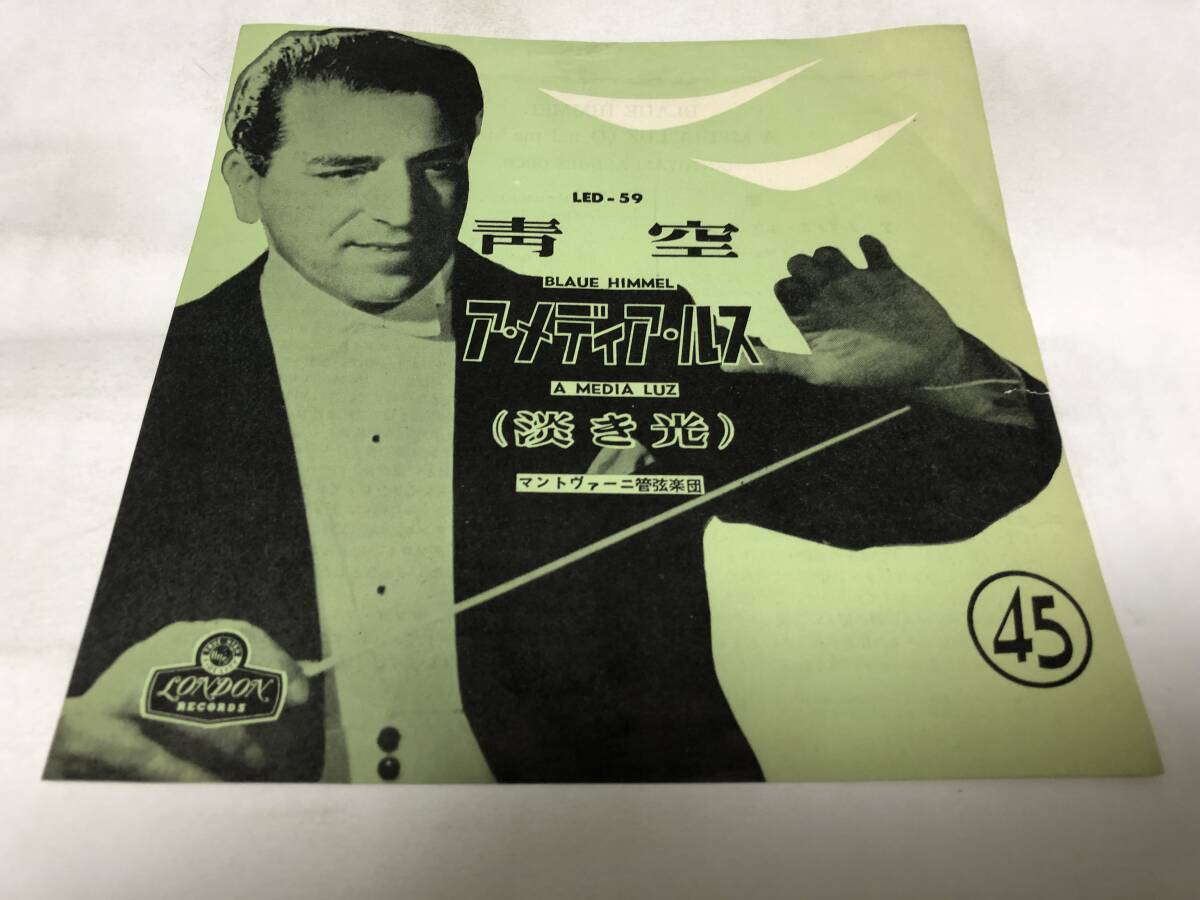 LED-59
靑空
BLAUE HIMMEL
ア・メディア・ルス
A MEDIA LUZ
(淡き光)
マントヴァーニ管弦楽団
45
LONDON
RECORDS